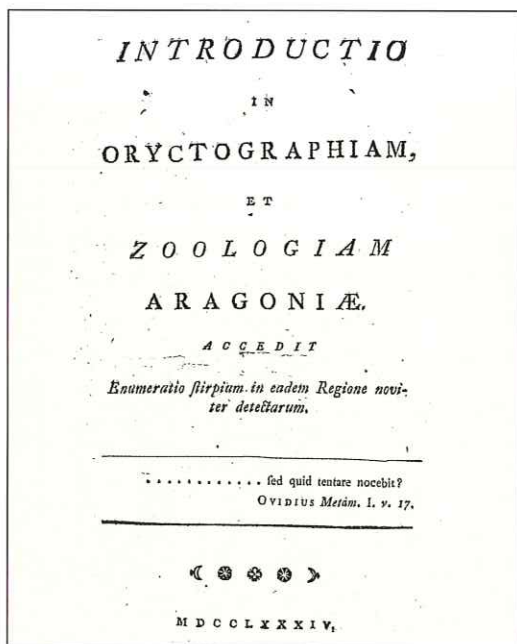 INTRODUCTIO
IN
ORYCTOGRAPHIAM,
ET
ZOOLOGIAM
ARAGONIÆ.
ACCEDIT
Enumeratio ſtirpium in eadem Regione novi-
ter detectarum.
............ ſed quid tentare nocebit?
OVIDIUS Metám. I. v. 17.
MDCCLXXXIV.